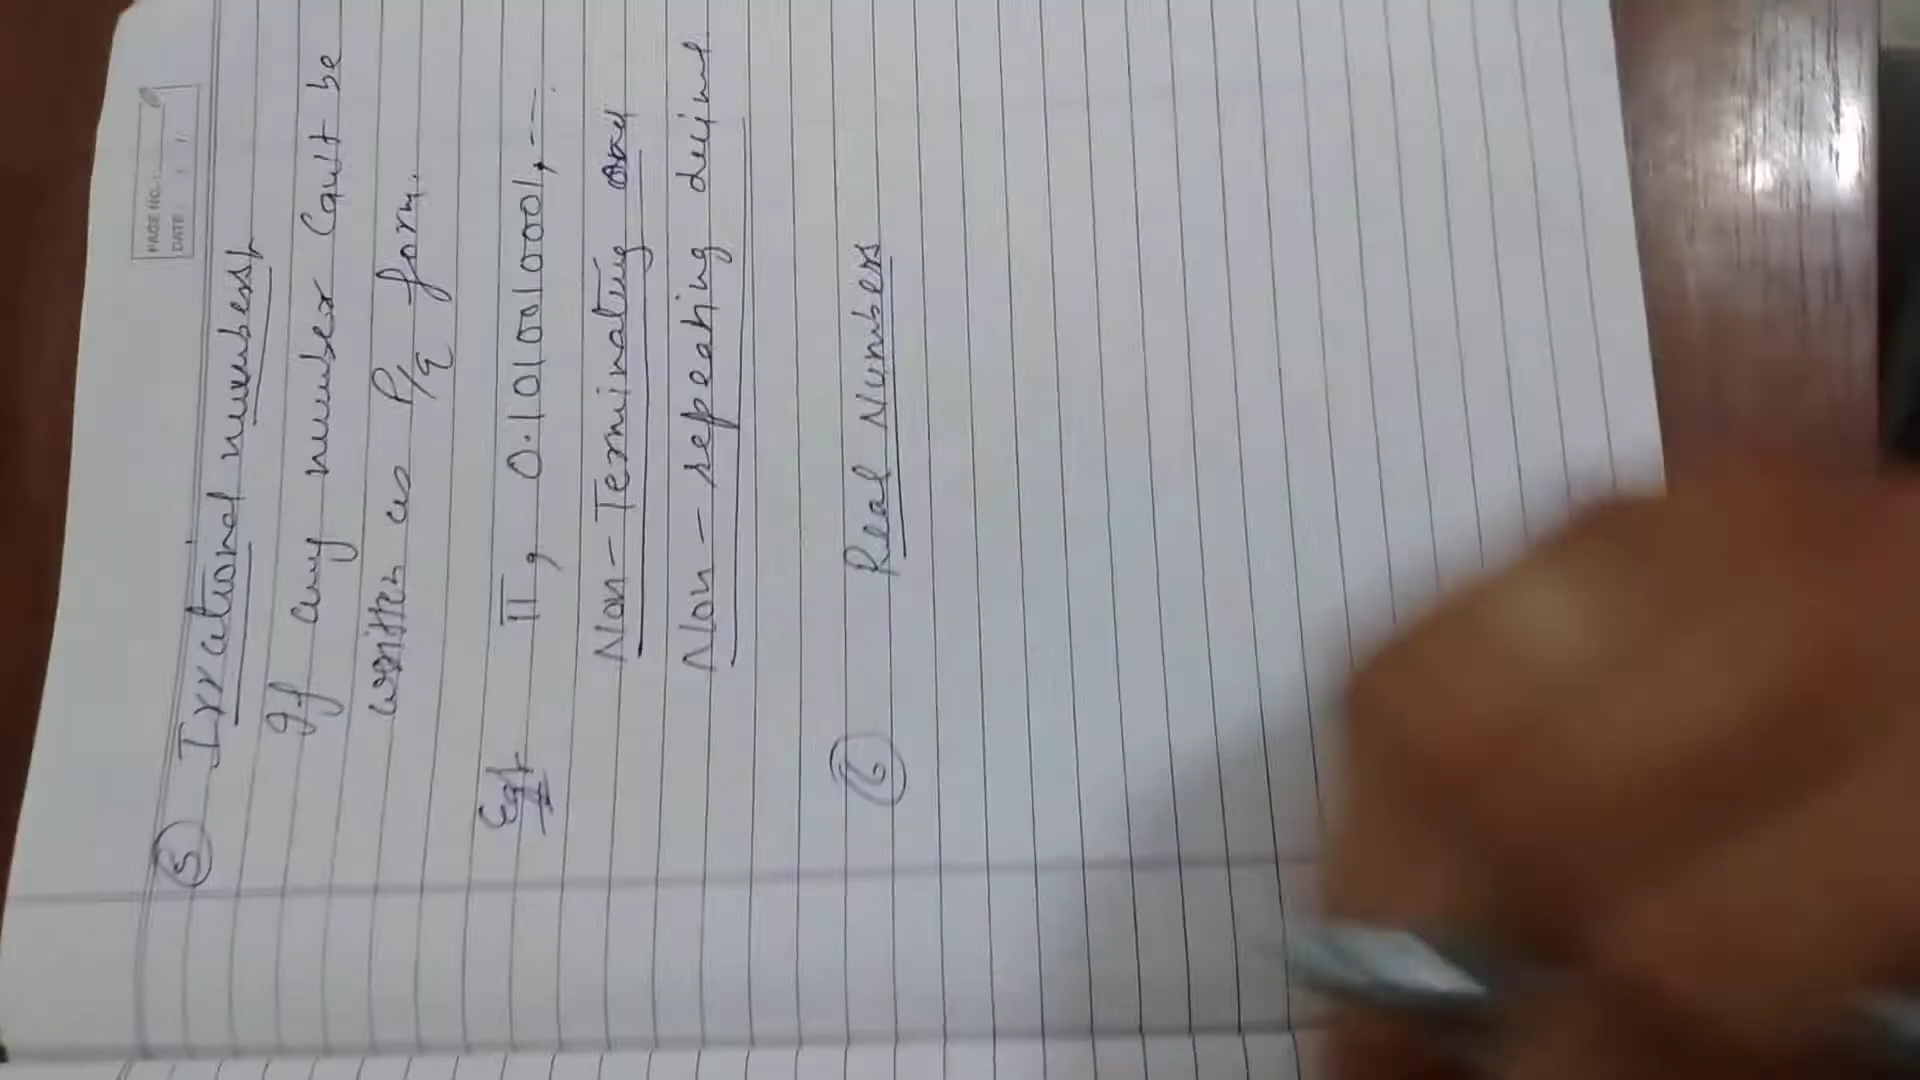 PAGE NO.:
DATE: / /
⑤ Irrational numbers:
If any number can't be
written as P/q form.
Eg: π, 0.1010010001, --
Non-Terminating and
Non-repeating decimal
⑥ Real Numbers